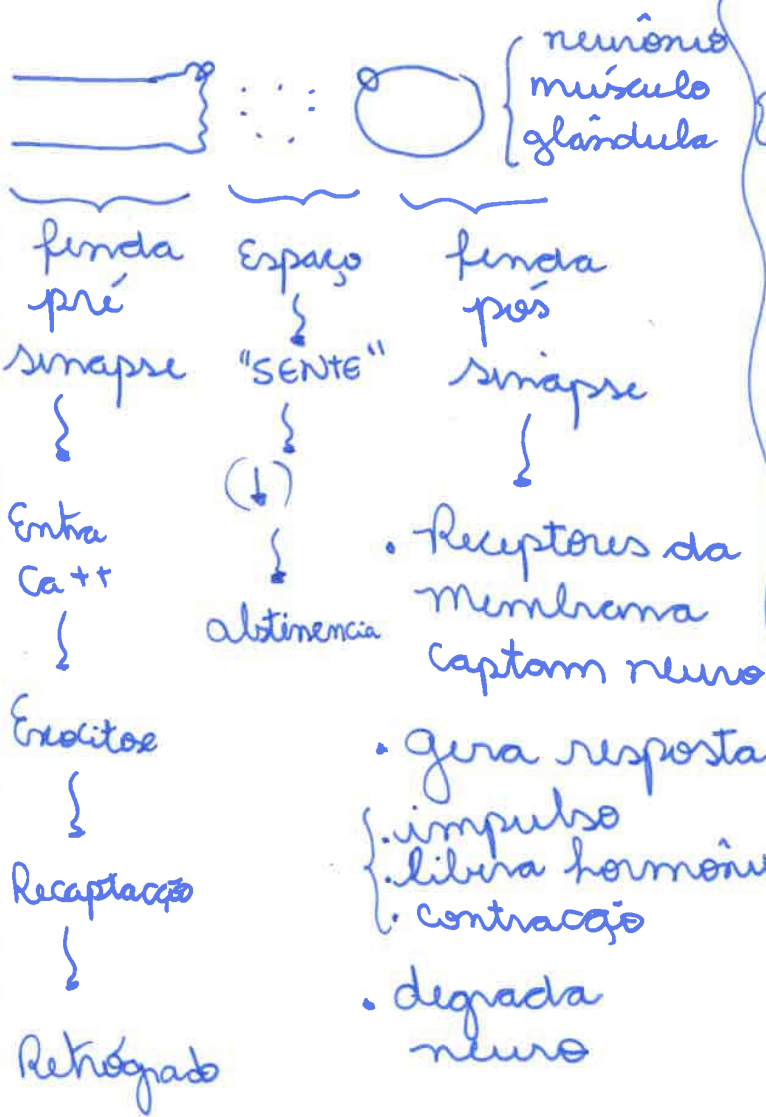 neurônio
músculo
glândula
fenda
pré
sinapse
Entra
Ca++
Exocitose
Recaptação
Retrógrado
Espaço
"SENTE"
(↓)
abstinencia
fenda
pós
sinapse
• Receptores da
membrana
captam neuro
• gera resposta
• impulso
• libera hormôni
• contração
• degrada
neuro